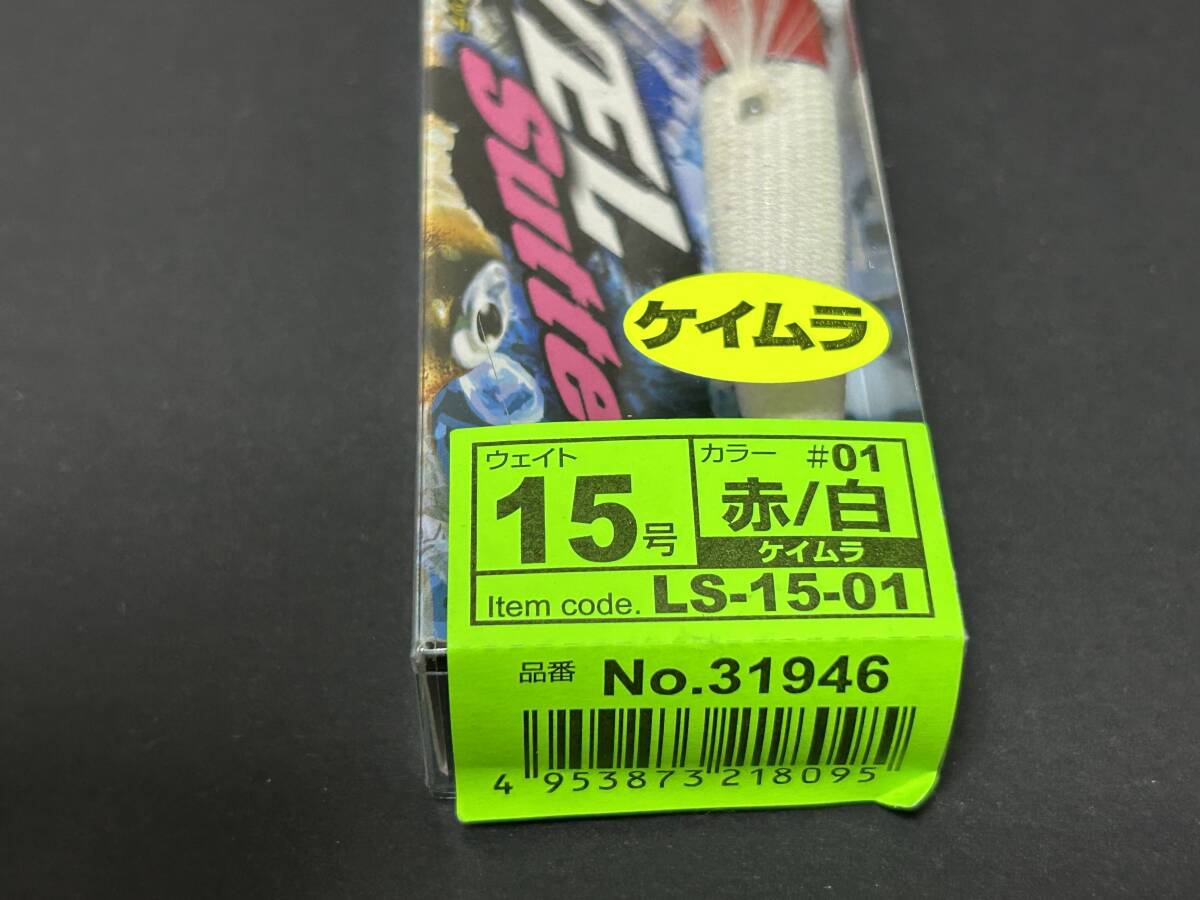 Sutte
ケイムラ
ウェイト
15号
カラー #01
赤/白
ケイムラ
Item code. LS-15-01
品番 No.31946
4 953873 218095